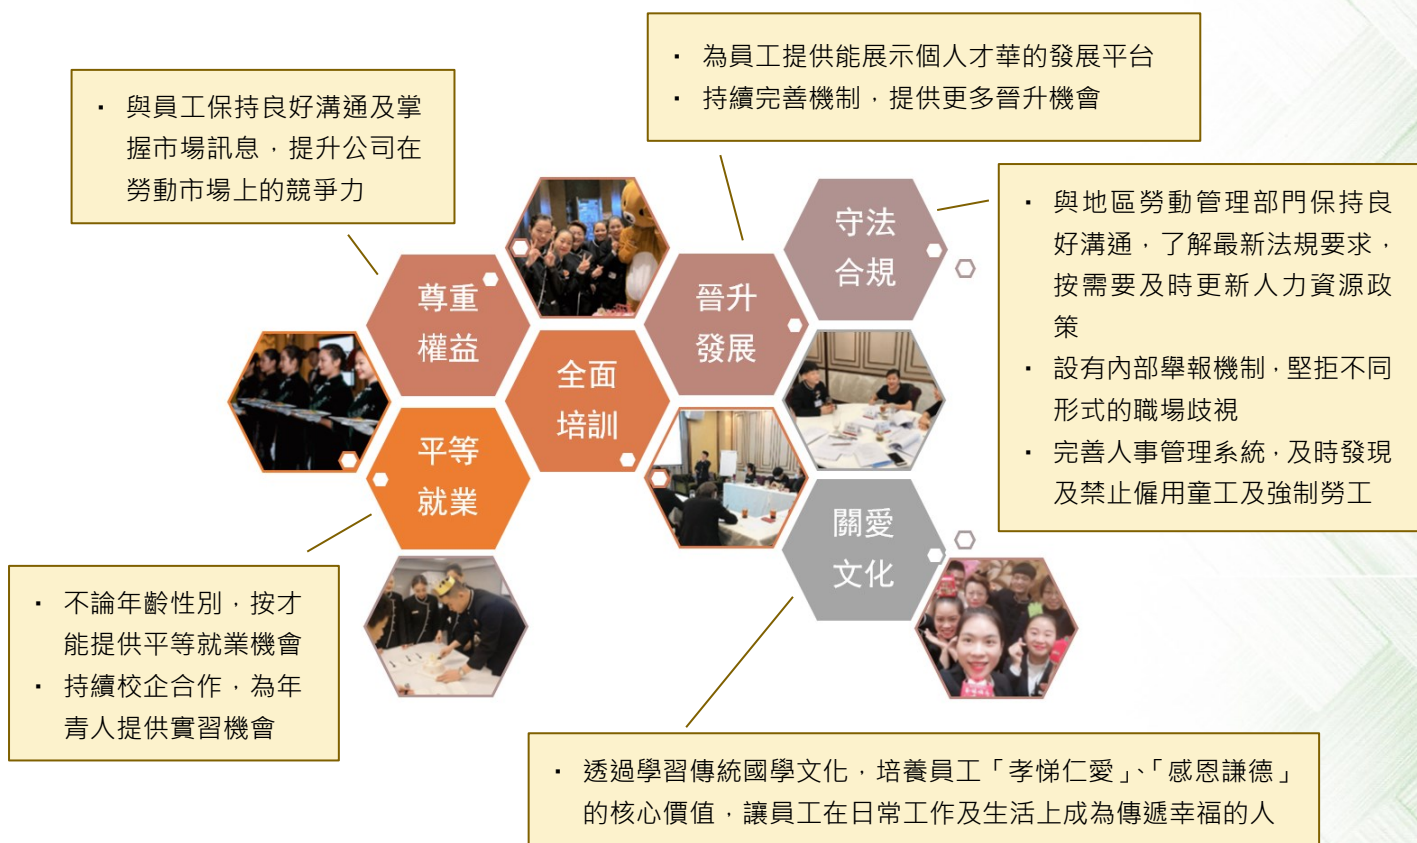 · 為員工提供能展示個人才華的發展平台
· 持續完善機制，提供更多晉升機會
· 與員工保持良好溝通及掌
握市場訊息，提升公司在
勞動市場上的競爭力
· 與地區勞動管理部門保持良
好溝通，了解最新法規要求，
按需要及時更新人力資源政
策
· 設有內部舉報機制，堅拒不同
形式的職場歧視
· 完善人事管理系統，及時發現
及禁止僱用童工及強制勞工
尊重
權益
全面
培訓
晉升
發展
守法
合規
平等
就業
關愛
文化
· 不論年齡性別，按才
能提供平等就業機會
· 持續校企合作，為年
青人提供實習機會
· 透過學習傳統國學文化，培養員工「孝悌仁愛」、「感恩謙德」
的核心價值，讓員工在日常工作及生活上成為傳遞幸福的人